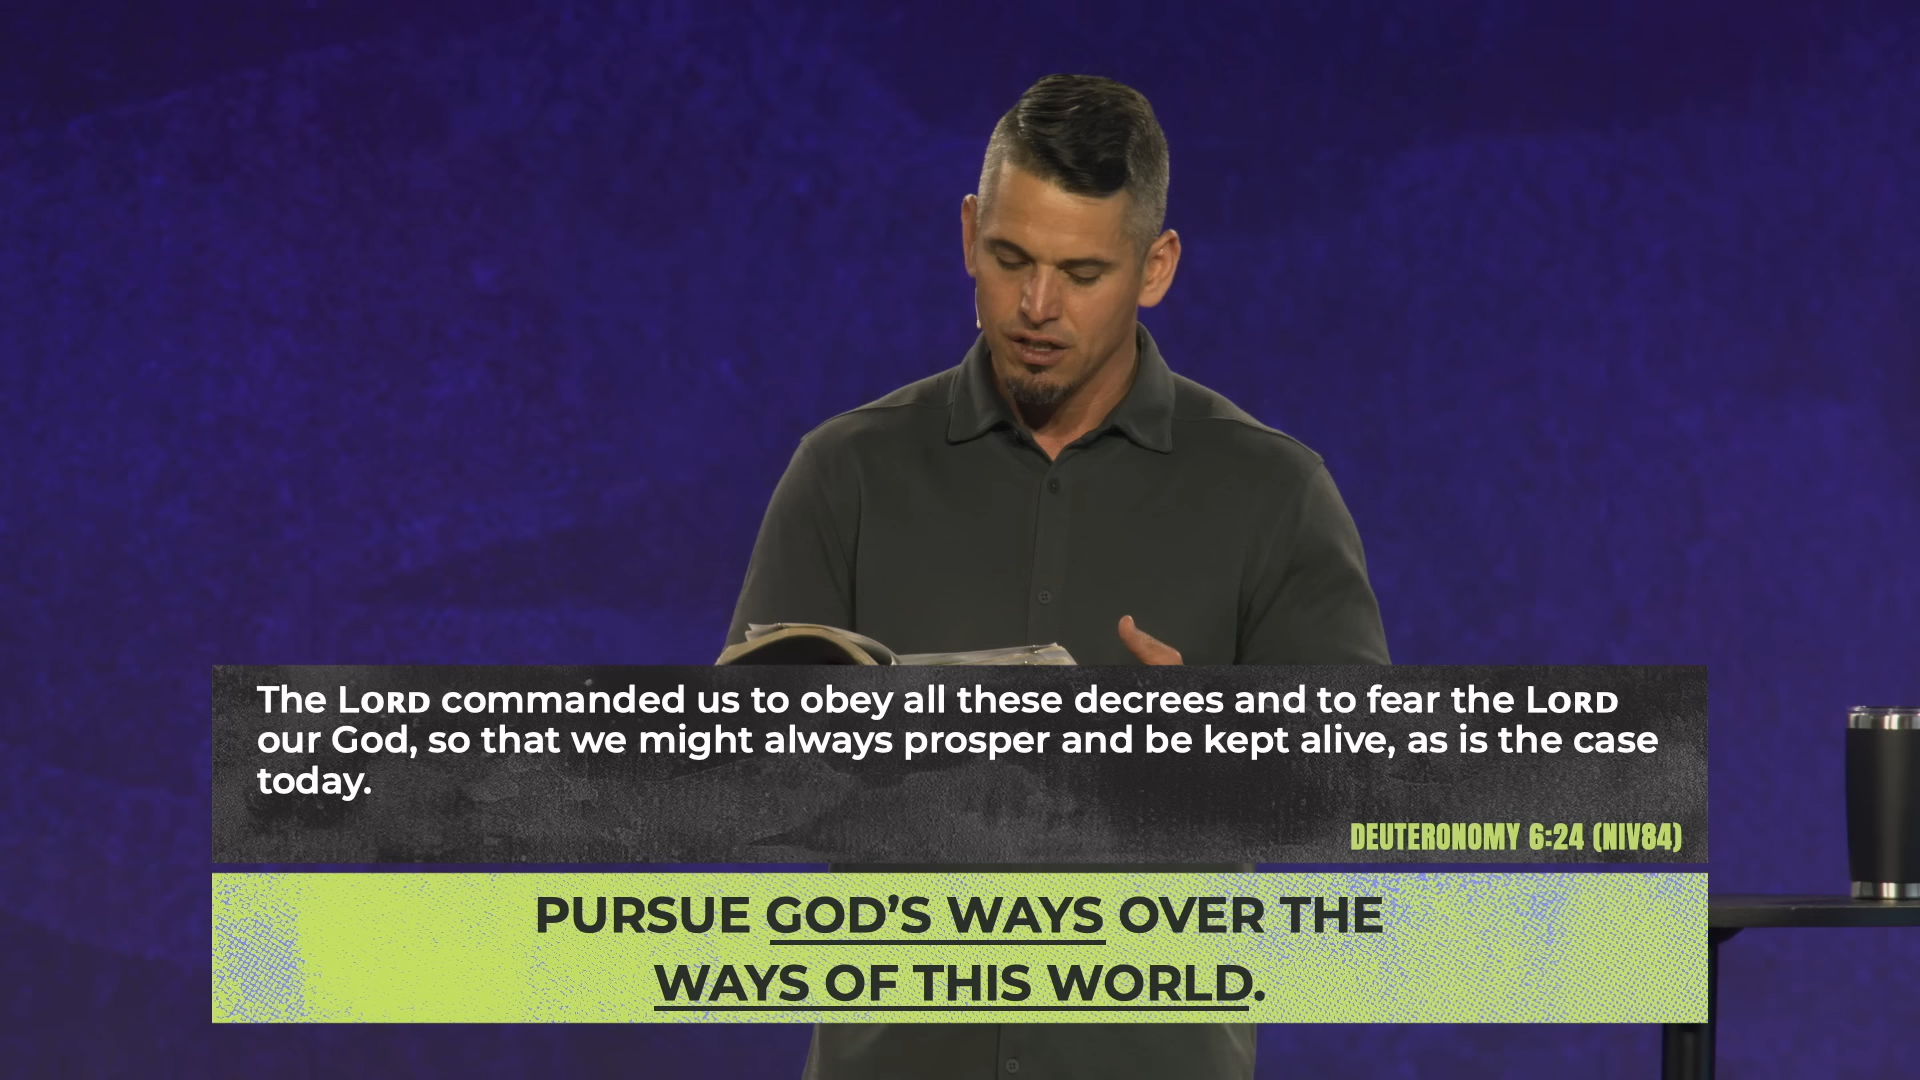 The LORD commanded us to obey all these decrees and to fear the LORD
our God, so that we might always prosper and be kept alive, as is the case
today.
DEUTERONOMY 6:24 (NIV84)
PURSUE GOD’S WAYS OVER THE
WAYS OF THIS WORLD.